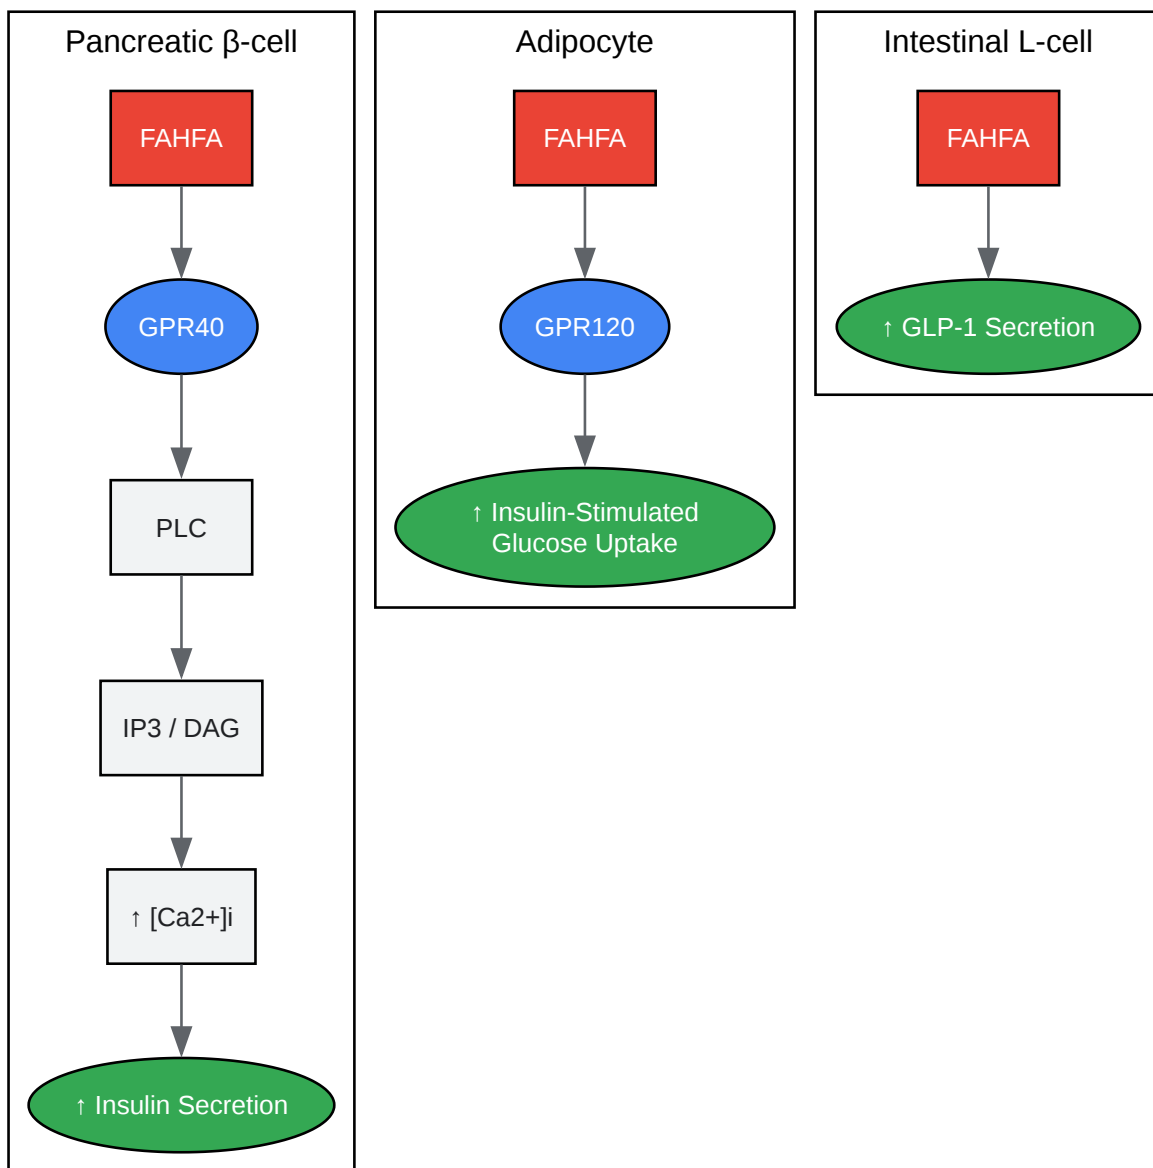 Pancreatic β-cell
FAHFA
GPR40
PLC
IP3 / DAG
↑ [Ca2+]i
↑ Insulin Secretion
Adipocyte
FAHFA
GPR120
↑ Insulin-Stimulated
Glucose Uptake
Intestinal L-cell
FAHFA
↑ GLP-1 Secretion